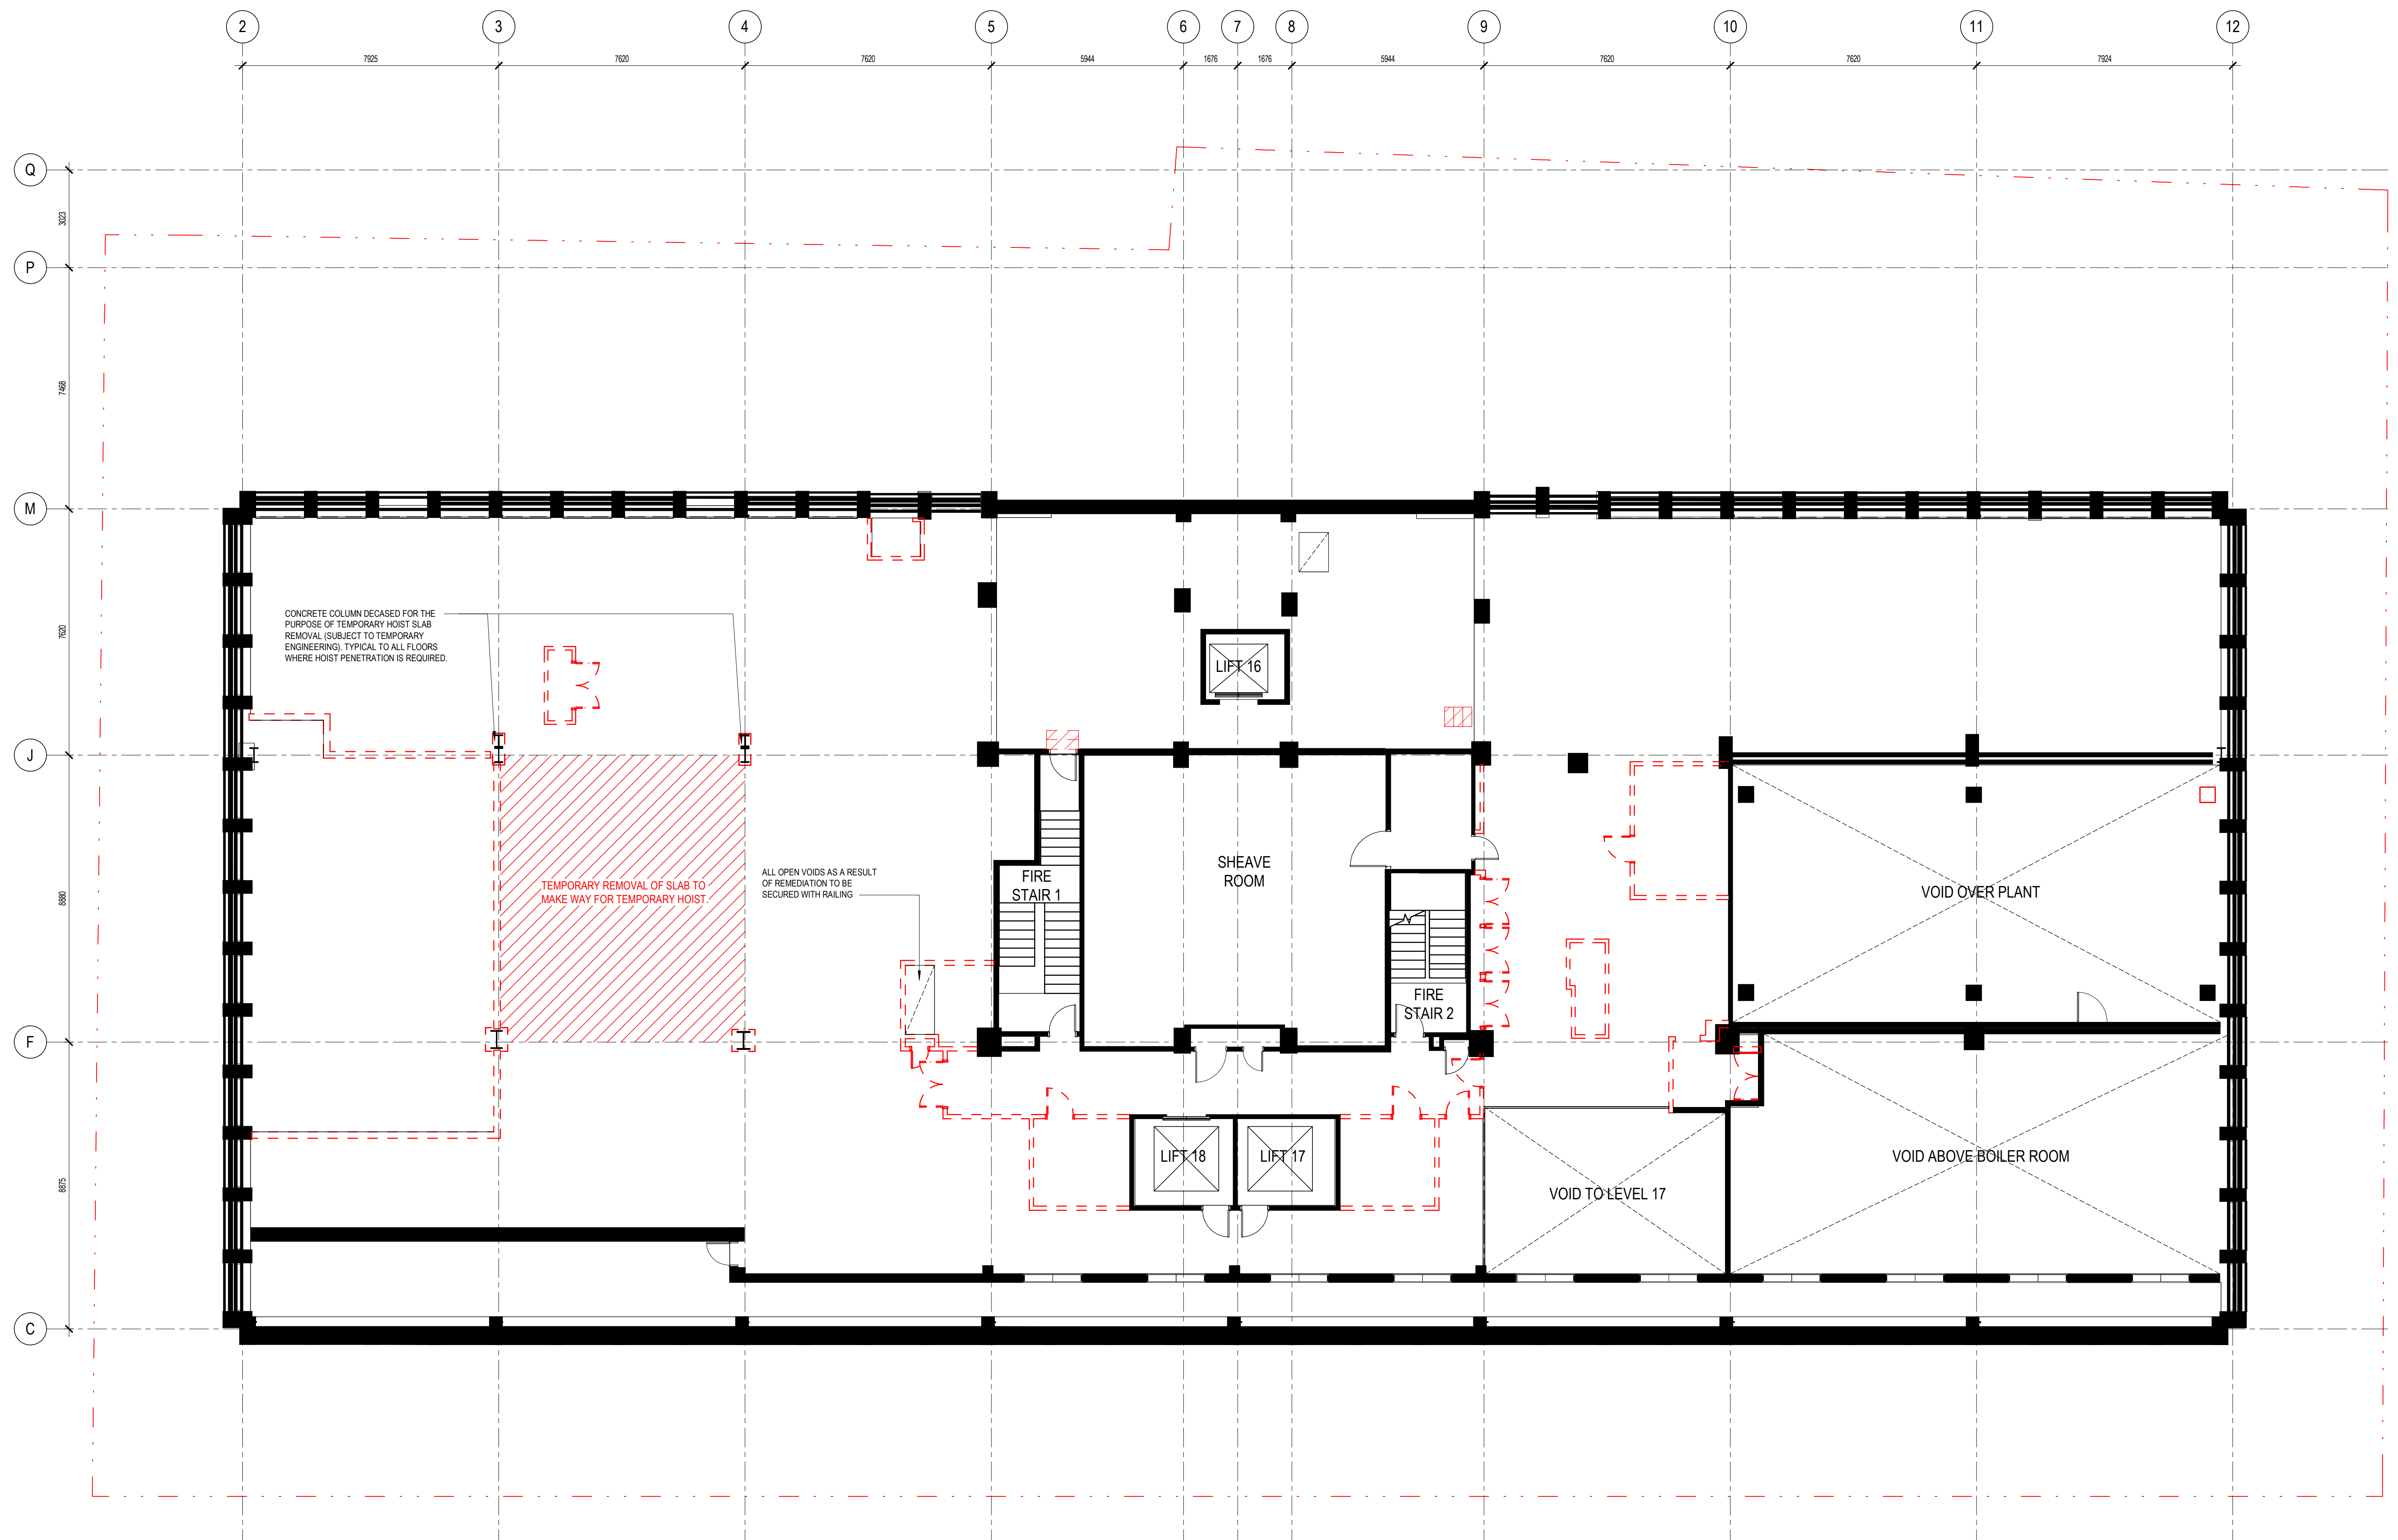 2
3
4
5
6
7
8
9
10
11
12
7925
7620
7620
5944
1676
1676
5944
7620
7620
7924
Q
3023
P
7468
M
7620
CONCRETE COLUMN DECASED FOR THE
PURPOSE OF TEMPORARY HOIST SLAB
REMOVAL (SUBJECT TO TEMPORARY
ENGINEERING). TYPICAL TO ALL FLOORS
WHERE HOIST PENETRATION IS REQUIRED.
LIFT 16
J
8880
TEMPORARY REMOVAL OF SLAB TO
MAKE WAY FOR TEMPORARY HOIST.
ALL OPEN VOIDS AS A RESULT
OF REMEDIATION TO BE
SECURED WITH RAILING
FIRE
STAIR 1
SHEAVE
ROOM
FIRE
STAIR 2
VOID OVER PLANT
F
8875
LIFT 18
LIFT 17
VOID TO LEVEL 17
VOID ABOVE BOILER ROOM
C